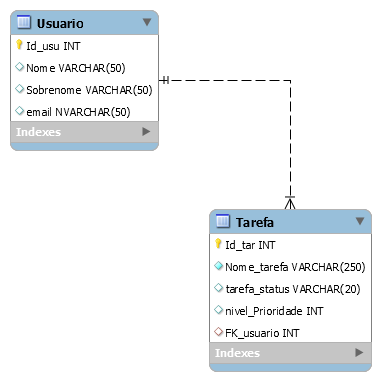 Usuario
Id_usu INT
Nome VARCHAR(50)
Sobrenome VARCHAR(50)
email NVARCHAR(50)
Indexes
Tarefa
Id_tar INT
Nome_tarefa VARCHAR(250)
tarefa_status VARCHAR(20)
nivel_Prioridade INT
FK_usuario INT
Indexes